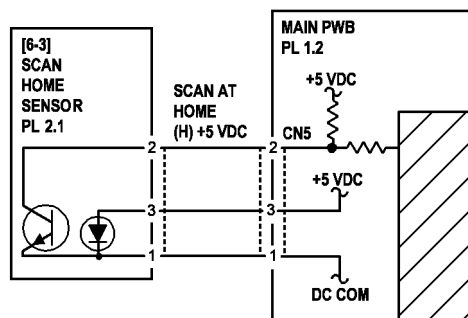 [6-3]
SCAN
HOME
SENSOR
PL 2.1
SCAN AT
HOME
(H) +5 VDC
MAIN PWB
PL 1.2
+5 VDC
CN5
2
2
+5 VDC
3
3
1
1
DC COM